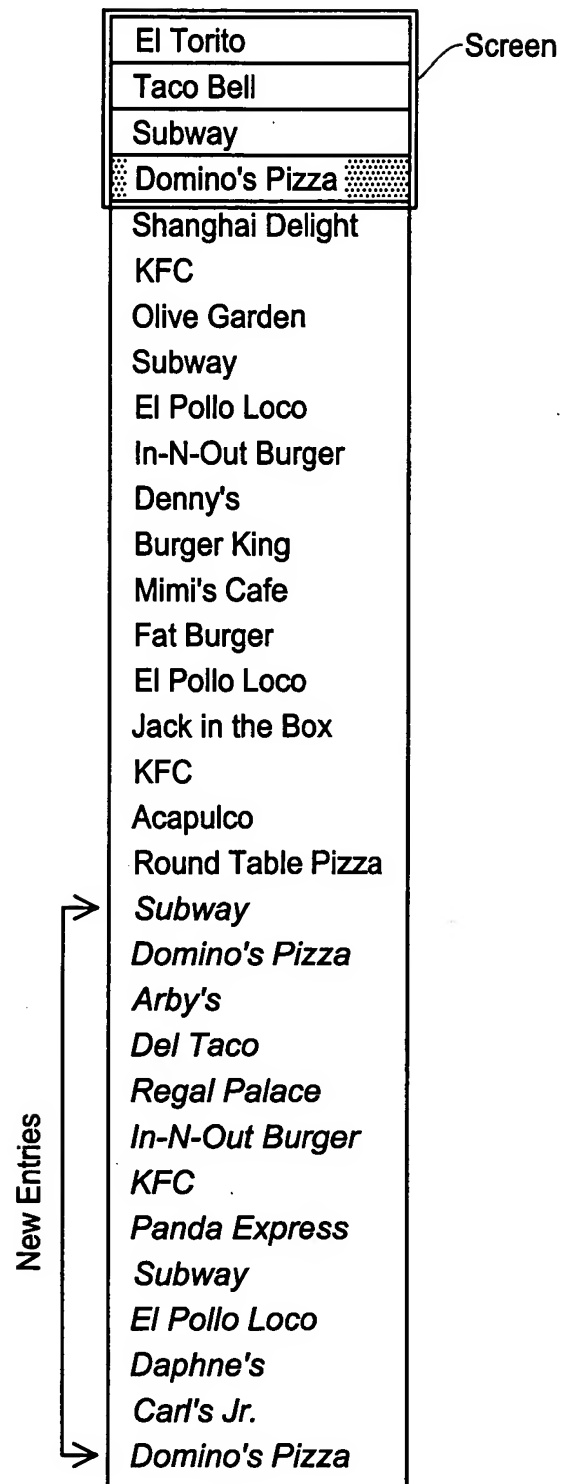 El Torito
Screen
Taco Bell
Subway
Domino's Pizza
Shanghai Delight
KFC
Olive Garden
Subway
El Pollo Loco
In-N-Out Burger
Denny's
Burger King
Mimi's Cafe
Fat Burger
El Pollo Loco
Jack in the Box
KFC
Acapulco
Round Table Pizza
Subway
Domino's Pizza
Arby's
Del Taco
Regal Palace
In-N-Out Burger
KFC
Panda Express
Subway
El Pollo Loco
Daphne's
Carl's Jr.
Domino's Pizza
New Entries